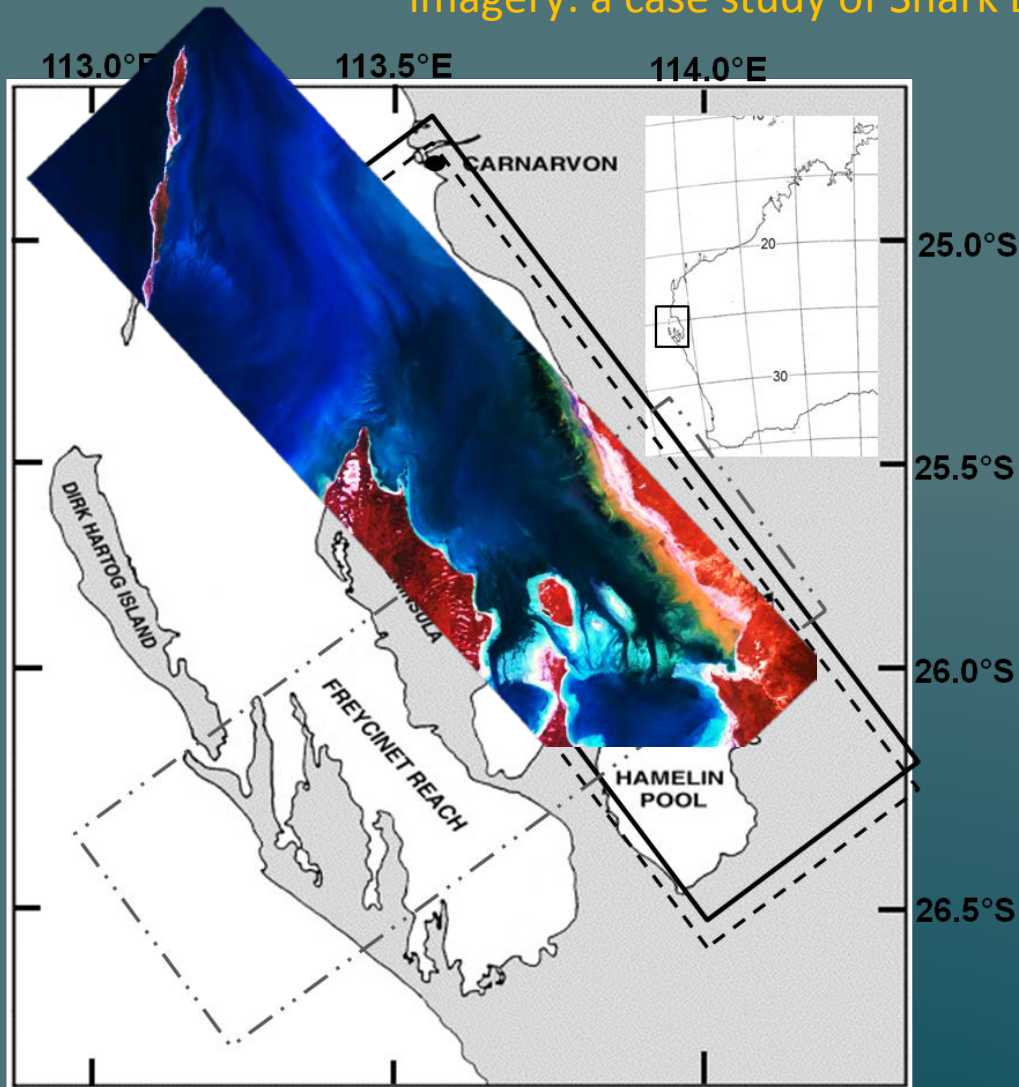 imagery: a case study of Shark
113.0°E
113.5°E
114.0°E
CARNARVON
20
30
25.0°S
25.5°S
DIRK HARTOG ISLAND
26.0°S
FREYCINET REACH
HAMELIN
POOL
26.5°S